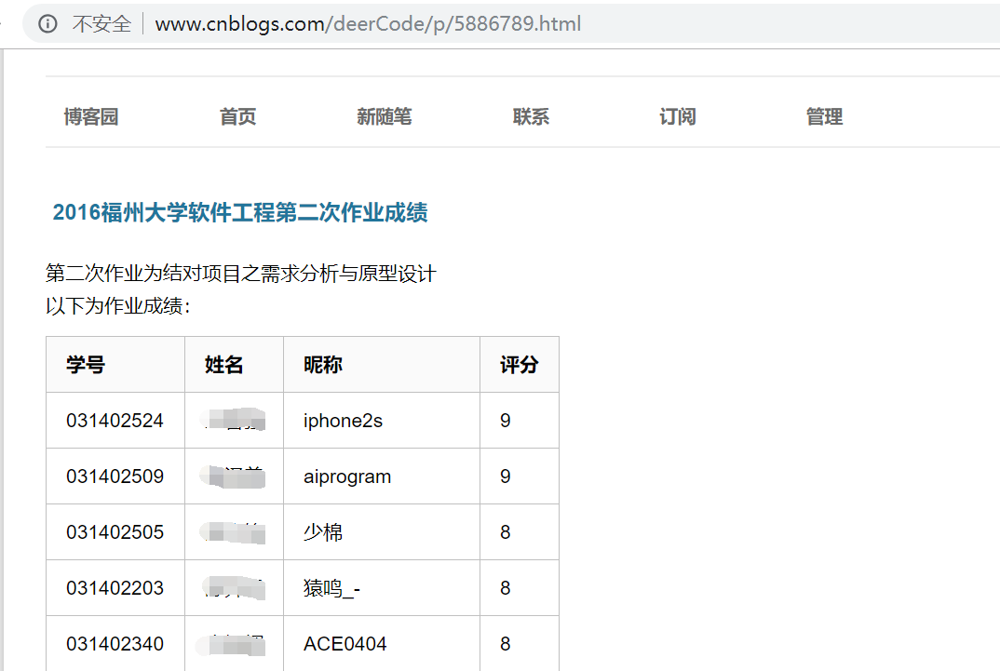 不安全 www.cnblogs.com/deerCode/p/5886789.html
博客园 首页 新随笔 联系 订阅 管理
2016福州大学软件工程第二次作业成绩
第二次作业为结对项目之需求分析与原型设计
以下为作业成绩：
学号 姓名 昵称 评分
031402524 iphone2s 9
031402509 aiprogram 9
031402505 少棉 8
031402203 猿鸣_- 8
031402340 ACE0404 8